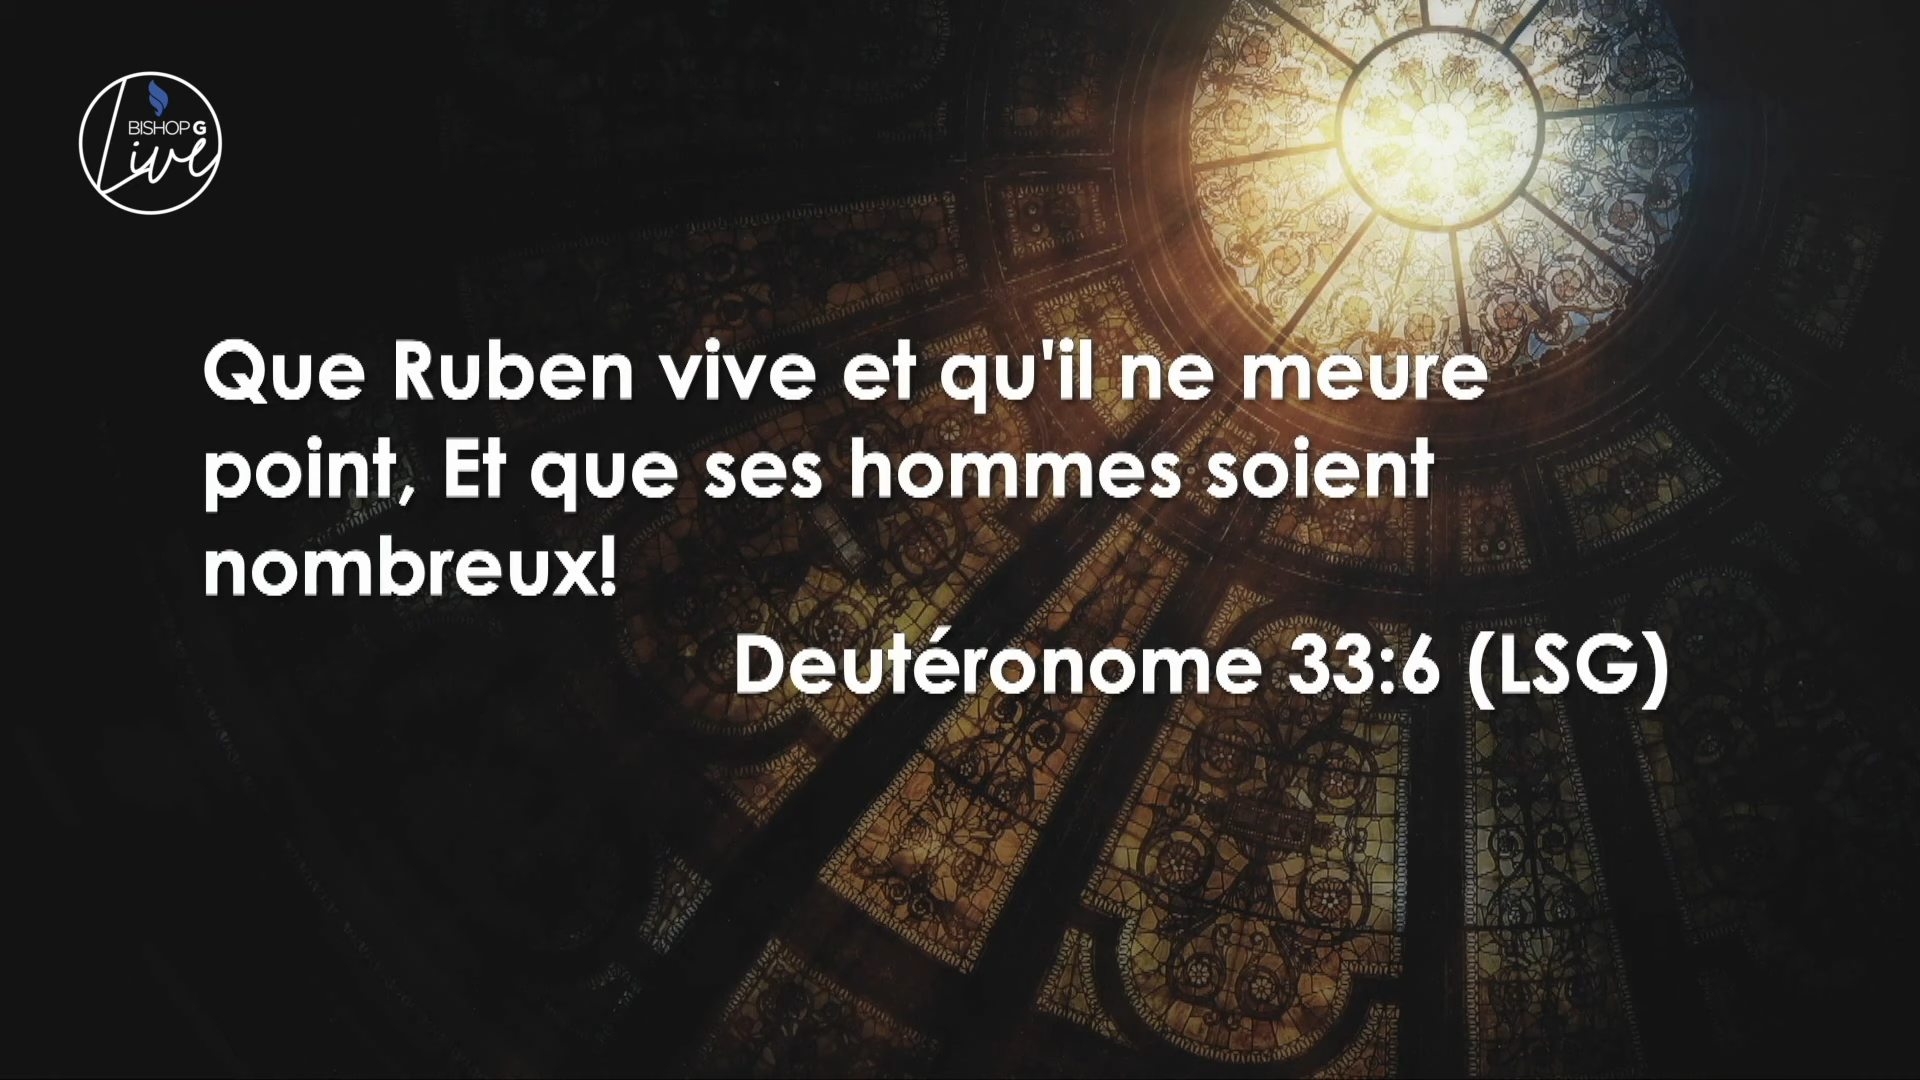 BISHOP G
Live
Que Ruben vive et qu'il ne meure
point, Et que ses hommes soient
nombreux!
Deutéronome 33:6 (LSG)